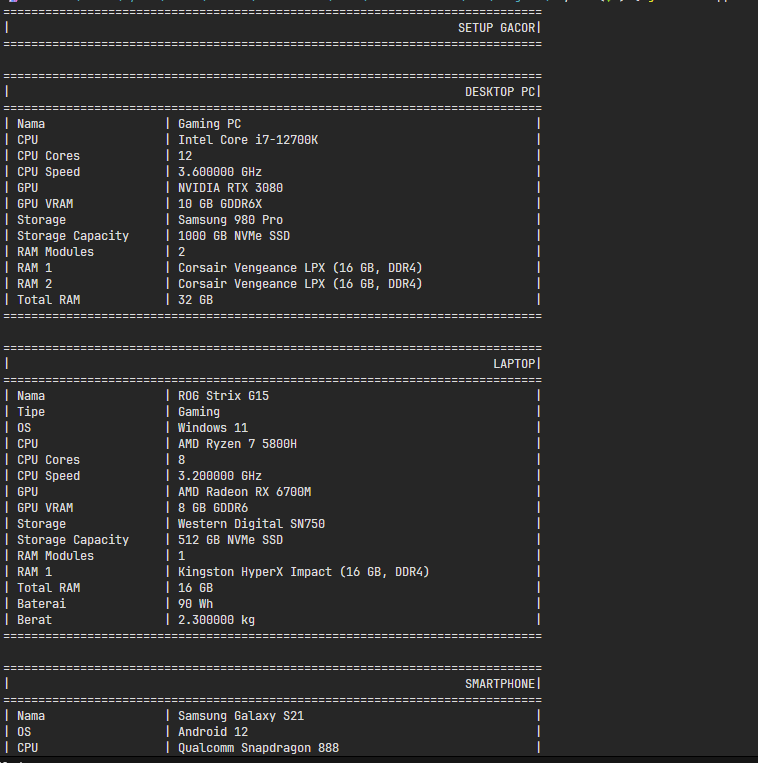 =============================================================================
|                                                                SETUP GACOR|
=============================================================================
=============================================================================
|                                                                 DESKTOP PC|
=============================================================================
| Nama                 | Gaming PC                                          |
| CPU                  | Intel Core i7-12700K                               |
| CPU Cores            | 12                                                 |
| CPU Speed            | 3.600000 GHz                                       |
| GPU                  | NVIDIA RTX 3080                                    |
| GPU VRAM             | 10 GB GDDR6X                                       |
| Storage              | Samsung 980 Pro                                    |
| Storage Capacity     | 1000 GB NVMe SSD                                   |
| RAM Modules          | 2                                                  |
| RAM 1                | Corsair Vengeance LPX (16 GB, DDR4)                |
| RAM 2                | Corsair Vengeance LPX (16 GB, DDR4)                |
| Total RAM            | 32 GB                                              |
=============================================================================
=============================================================================
|                                                                     LAPTOP|
=============================================================================
| Nama                 | ROG Strix G15                                      |
| Tipe                 | Gaming                                             |
| OS                   | Windows 11                                         |
| CPU                  | AMD Ryzen 7 5800H                                  |
| CPU Cores            | 8                                                  |
| CPU Speed            | 3.200000 GHz                                       |
| GPU                  | AMD Radeon RX 6700M                                |
| GPU VRAM             | 8 GB GDDR6                                         |
| Storage              | Western Digital SN750                              |
| Storage Capacity     | 512 GB NVMe SSD                                    |
| RAM Modules          | 1                                                  |
| RAM 1                | Kingston HyperX Impact (16 GB, DDR4)               |
| Total RAM            | 16 GB                                              |
| Baterai              | 90 Wh                                              |
| Berat                | 2.300000 kg                                        |
=============================================================================
=============================================================================
|                                                                 SMARTPHONE|
=============================================================================
| Nama                 | Samsung Galaxy S21                                 |
| OS                   | Android 12                                         |
| CPU                  | Qualcomm Snapdragon 888                            |